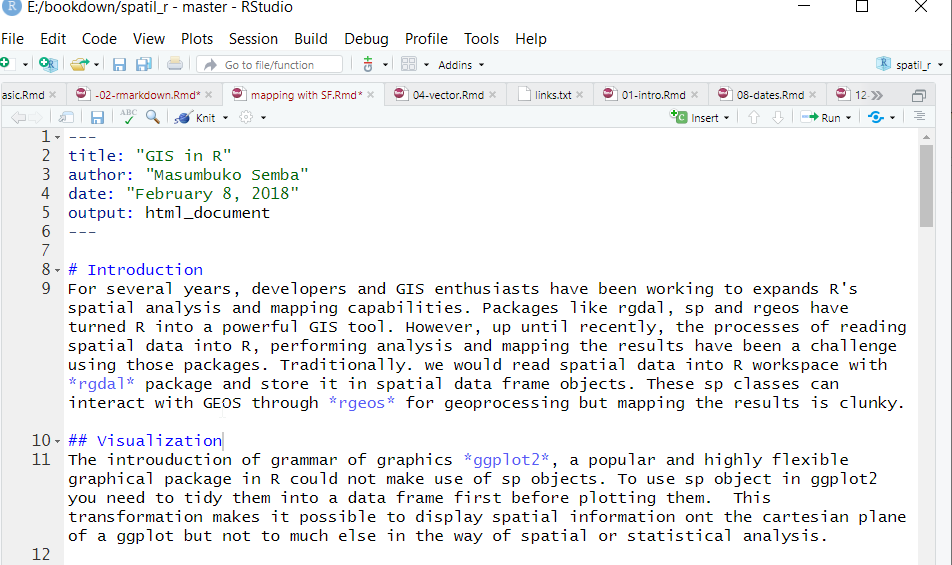 R E:/bookdown/spatil_r - master - RStudio
File Edit Code View Plots Session Build Debug Profile Tools Help
Go to file/function Addins spatil_r
asic.Rmd -02-rmarkdown.Rmd* mapping with SF.Rmd* 04-vector.Rmd links.txt 01-intro.Rmd 08-dates.Rmd 12
ABC Knit Insert Run
1 ---
2 title: "GIS in R"
3 author: "Masumbuko Semba"
4 date: "February 8, 2018"
5 output: html_document
6 ---
7
8 # Introduction
9 For several years, developers and GIS enthusiasts have been working to expands R's
spatial analysis and mapping capabilities. Packages like rgdal, sp and rgeos have
turned R into a powerful GIS tool. However, up until recently, the processes of reading
spatial data into R, performing analysis and mapping the results have been a challenge
using those packages. Traditionally. we would read spatial data into R workspace with
*rgdal* package and store it in spatial data frame objects. These sp classes can
interact with GEOS through *rgeos* for geoprocessing but mapping the results is clunky.
10 ## Visualization
11 The introuduction of grammar of graphics *ggplot2*, a popular and highly flexible
graphical package in R could not make use of sp objects. To use sp object in ggplot2
you need to tidy them into a data frame first before plotting them.  This
transformation makes it possible to display spatial information ont the cartesian plane
of a ggplot but not to much else in the way of spatial or statistical analysis.
12